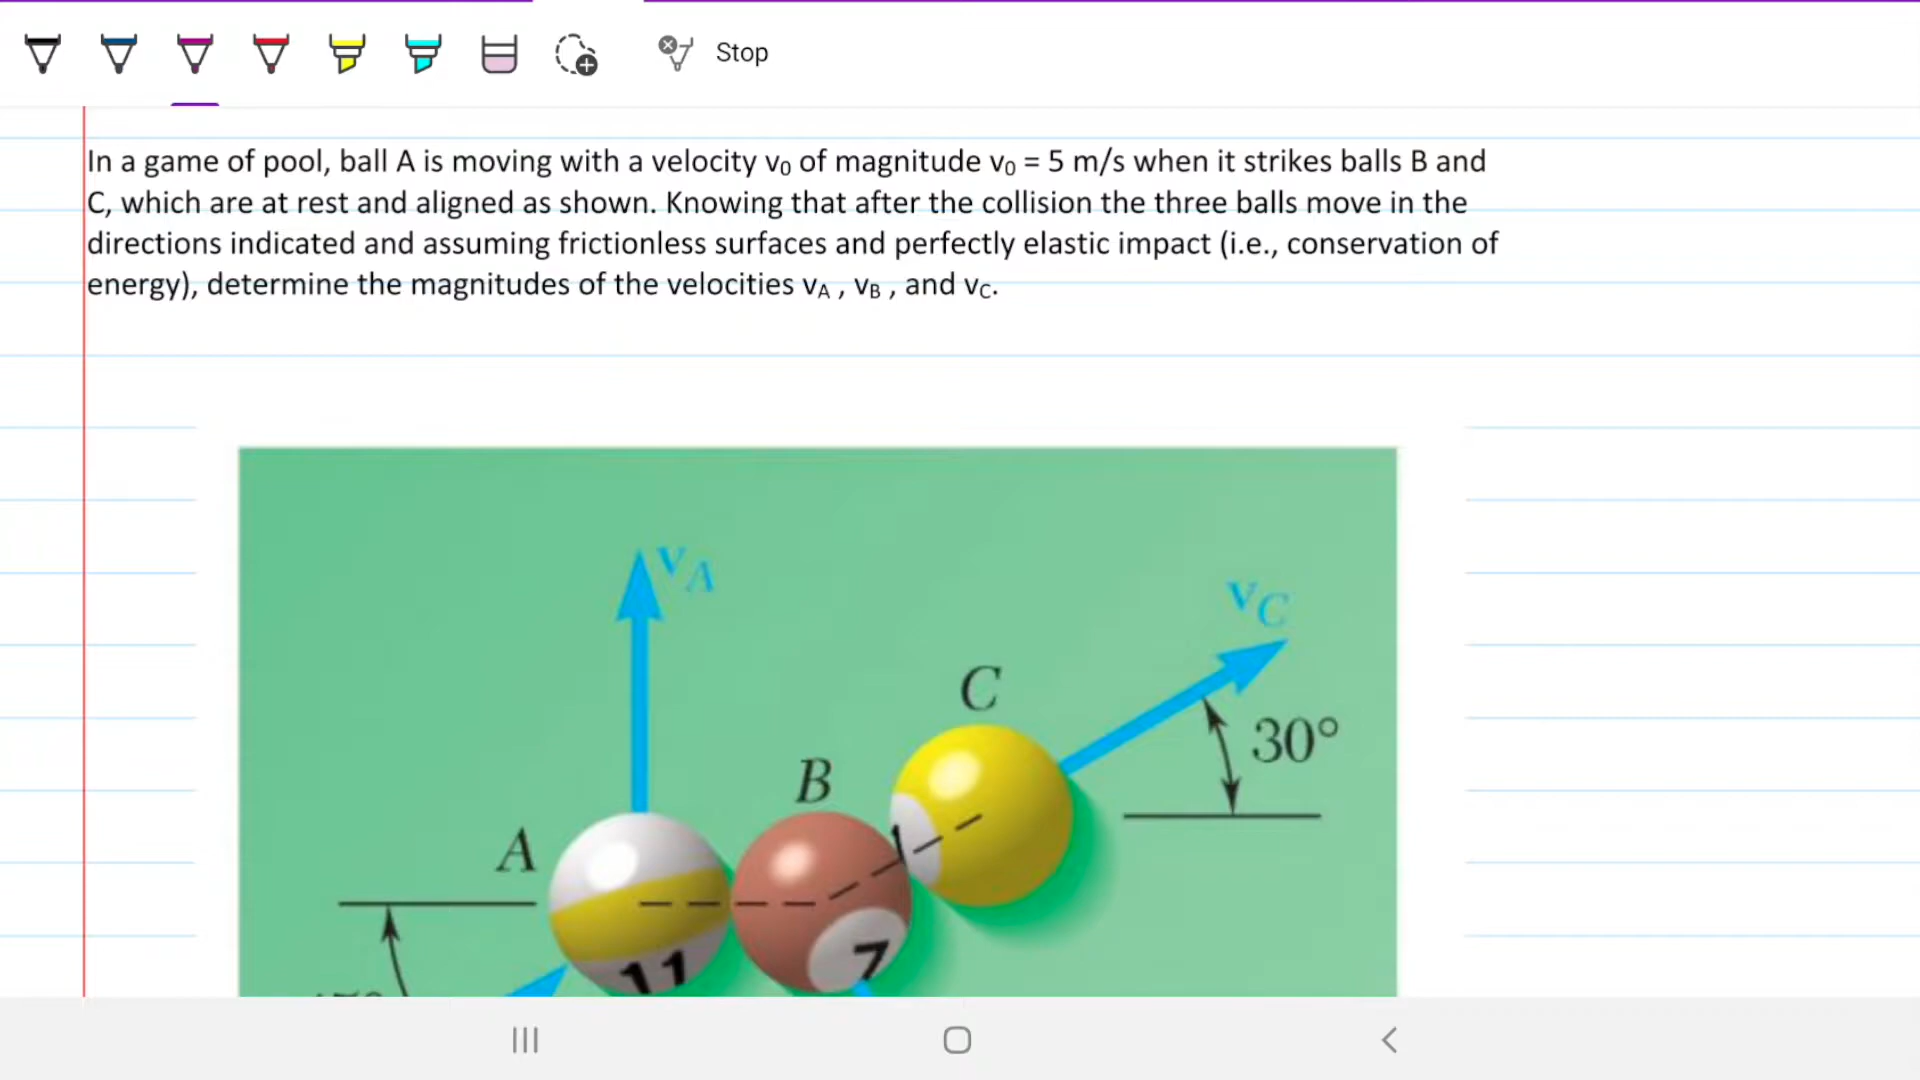 Stop
In a game of pool, ball A is moving with a velocity v₀ of magnitude v₀ = 5 m/s when it strikes balls B and
C, which are at rest and aligned as shown. Knowing that after the collision the three balls move in the
directions indicated and assuming frictionless surfaces and perfectly elastic impact (i.e., conservation of
energy), determine the magnitudes of the velocities vA , vB , and vC.
vA
vC
C
30°
B
A
1
7
11